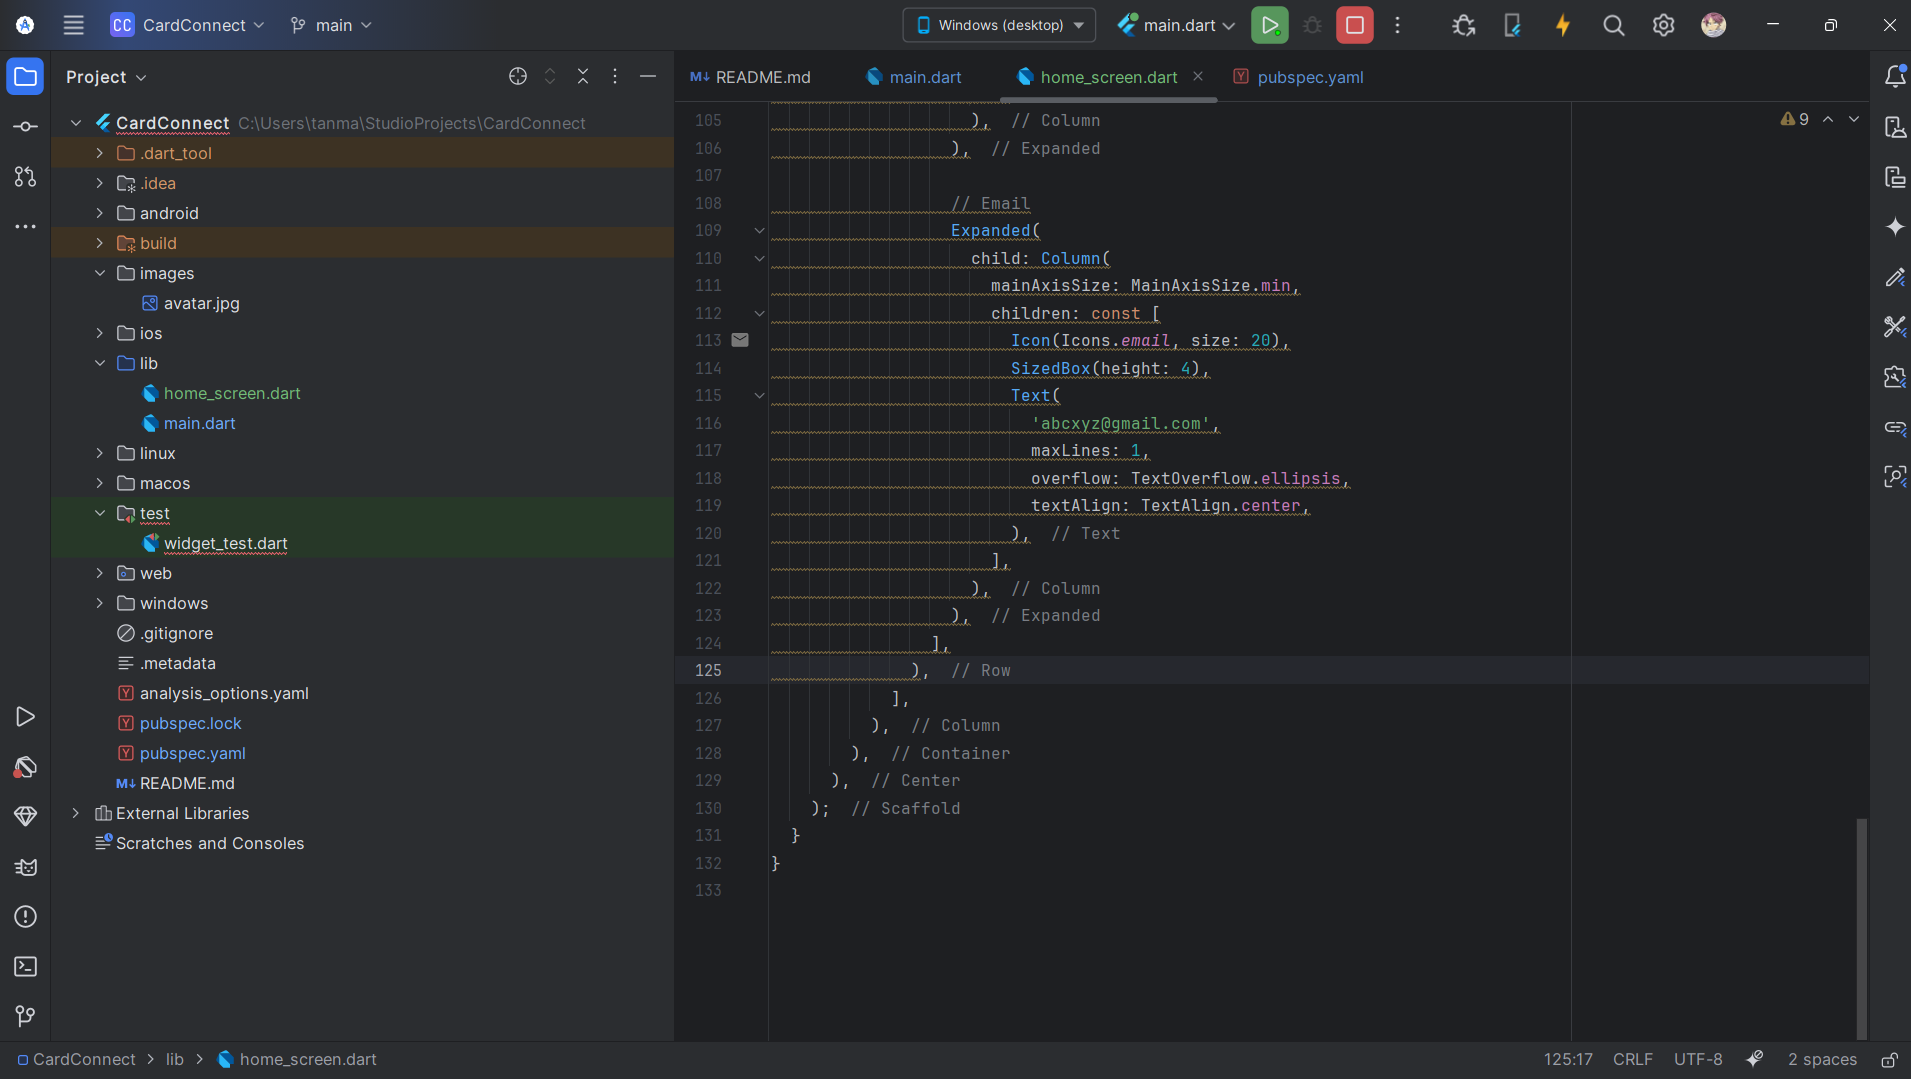 CC CardConnect main Windows (desktop) main.dart
Project
README.md main.dart home_screen.dart pubspec.yaml
CardConnect C:\Users\tanma\StudioProjects\CardConnect
.dart_tool
.idea
android
build
images
avatar.jpg
ios
lib
home_screen.dart
main.dart
linux
macos
test
widget_test.dart
web
windows
.gitignore
.metadata
analysis_options.yaml
pubspec.lock
pubspec.yaml
M↓ README.md
External Libraries
Scratches and Consoles
9
105 ), // Column
106 ), // Expanded
107
108 // Email
109 Expanded(
110 child: Column(
111 mainAxisSize: MainAxisSize.min,
112 children: const [
113 Icon(Icons.email, size: 20),
114 SizedBox(height: 4),
115 Text(
116 'abcxyz@gmail.com',
117 maxLines: 1,
118 overflow: TextOverflow.ellipsis,
119 textAlign: TextAlign.center,
120 ), // Text
121 ],
122 ), // Column
123 ), // Expanded
124 ],
125 ), // Row
126 ],
127 ), // Column
128 ), // Container
129 ), // Center
130 ); // Scaffold
131 }
132 }
133
CardConnect > lib > home_screen.dart 125:17 CRLF UTF-8 2 spaces